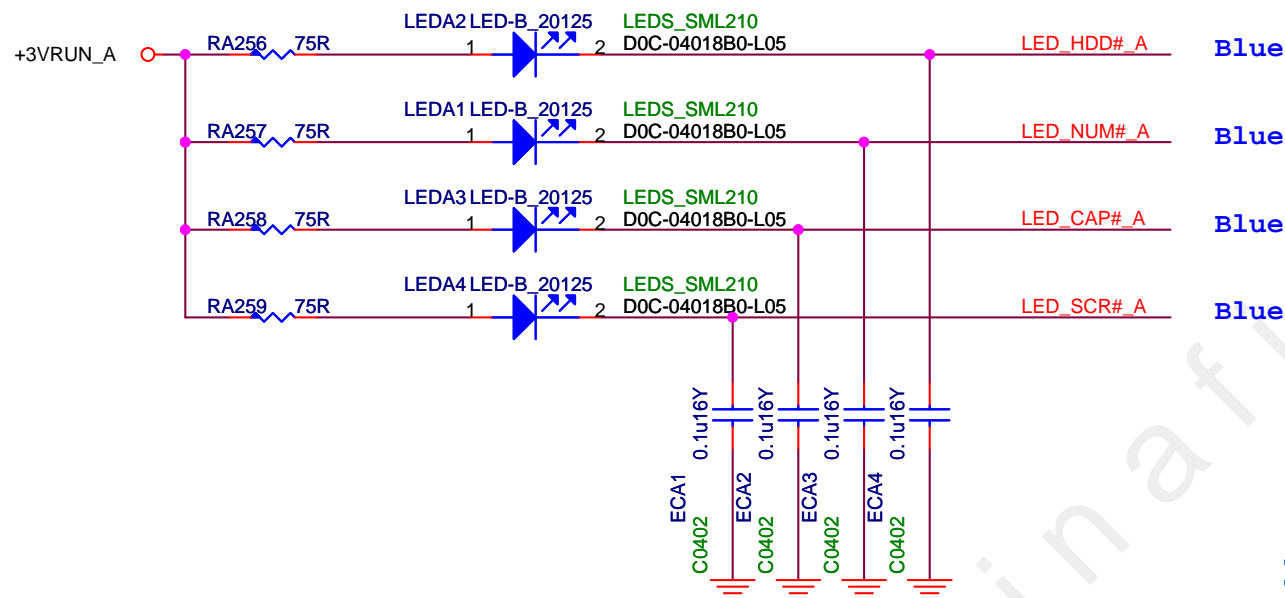 LEDA2 LED-B_20125 LEDS_SML210
+3VRUN_A RA256 75R 1 2 D0C-04018B0-L05 LED_HDD#_A Blue
LEDA1 LED-B_20125 LEDS_SML210
RA257 75R 1 2 D0C-04018B0-L05 LED_NUM#_A Blue
LEDA3 LED-B_20125 LEDS_SML210
RA258 75R 1 2 D0C-04018B0-L05 LED_CAP#_A Blue
LEDA4 LED-B_20125 LEDS_SML210
RA259 75R 1 2 D0C-04018B0-L05 LED_SCR#_A Blue
0.1u16Y 0.1u16Y 0.1u16Y 0.1u16Y
ECA1 ECA2 ECA3 ECA4
C0402 C0402 C0402 C0402
i n a f